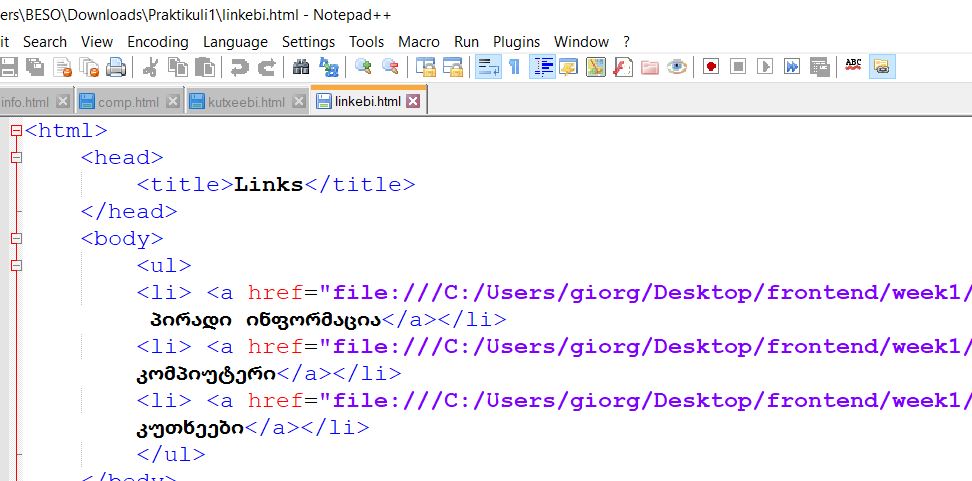 ers\BESO\Downloads\Praktikuli1\linkebi.html - Notepad++
it Search View Encoding Language Settings Tools Macro Run Plugins Window ?
info.html comp.html kutxeebi.html linkebi.html
<html>
<head>
<title>Links</title>
</head>
<body>
<ul>
<li> <a href="file:///C:/Users/giorg/Desktop/frontend/week1/
პირადი ინფორმაცია</a></li>
<li> <a href="file:///C:/Users/giorg/Desktop/frontend/week1/
კომპიუტერი</a></li>
<li> <a href="file:///C:/Users/giorg/Desktop/frontend/week1/
კუთხეები</a></li>
</ul>
</body>